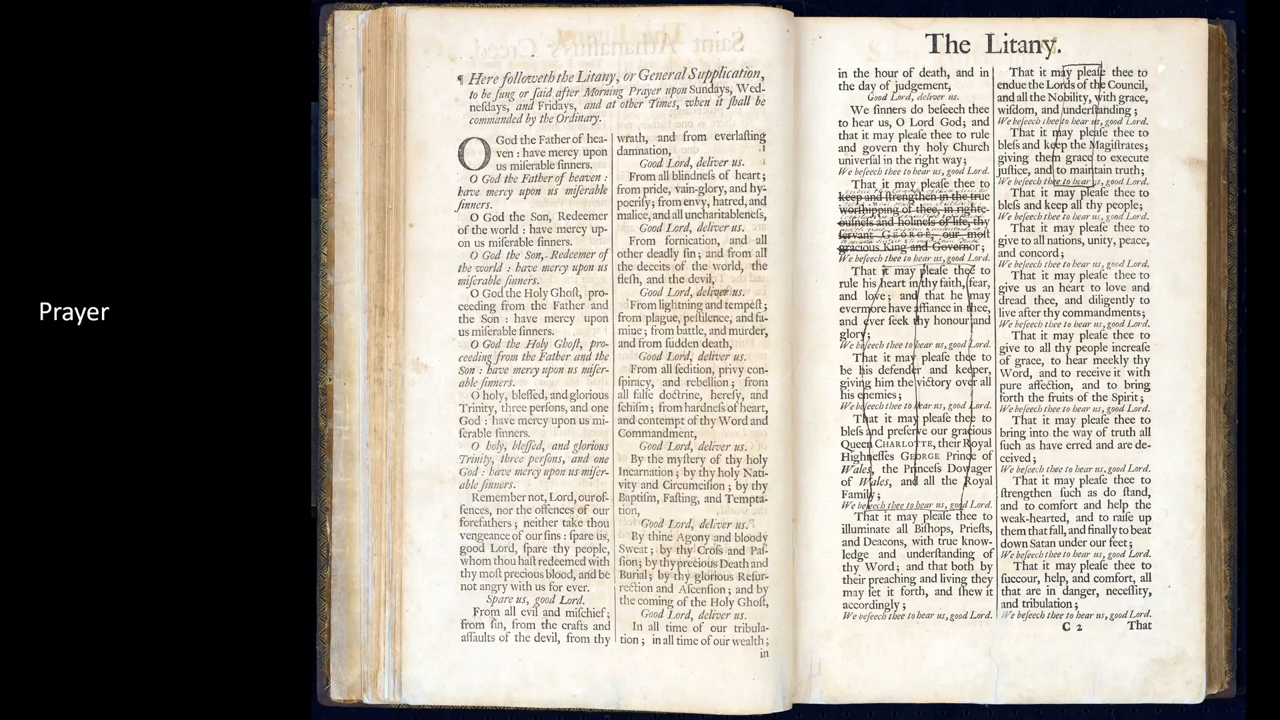 Prayer
¶ Here followeth the Litany, or General Supplication,
to be ſung or ſaid after Morning Prayer upon Sundays, Wed-
neſdays, and Fridays, and at other Times, when it ſhall be
commanded by the Ordinary.
O God the Father of hea-
ven : have mercy upon
us miſerable ſinners.
O God the Father of heaven :
have mercy upon us miſerable
ſinners.
O God the Son, Redeemer
of the world : have mercy up-
on us miſerable ſinners.
O God the Son, Redeemer of
the world : have mercy upon us
miſerable ſinners.
O God the Holy Ghoſt, pro-
ceeding from the Father and
the Son : have mercy upon
us miſerable ſinners.
O God the Holy Ghoſt, pro-
ceeding from the Father and the
Son : have mercy upon us miſer-
able ſinners.
O holy, bleſſed, and glorious
Trinity, three perſons, and one
God : have mercy upon us mi-
ſerable ſinners.
O holy, bleſſed, and glorious
Trinity, three perſons, and one
God : have mercy upon us miſer-
able ſinners.
Remember not, Lord, our of-
fences, nor the offences of our
forefathers ; neither take thou
vengeance of our ſins : ſpare us,
good Lord, ſpare thy people,
whom thou haſt redeemed with
thy moſt precious blood, and be
not angry with us for ever.
Spare us, good Lord.
From all evil and miſchief ;
from ſin, from the crafts and
aſſaults of the devil, from thy
wrath, and from everlaſting
damnation,
Good Lord, deliver us.
From all blindneſs of heart ;
from pride, vain-glory, and hy-
pocriſy ; from envy, hatred, and
malice, and all uncharitableneſs,
Good Lord, deliver us.
From fornication, and all
other deadly ſin ; and from all
the deceits of the world, the
fleſh, and the devil,
Good Lord, deliver us.
From lightning and tempeſt ;
from plague, peſtilence, and fa-
mine ; from battle, and murder,
and from ſudden death,
Good Lord, deliver us.
From all ſedition, privy con-
ſpiracy, and rebellion ; from
all falſe doctrine, hereſy, and
ſchiſm ; from hardneſs of heart,
and contempt of thy Word and
Commandment,
Good Lord, deliver us.
By the myſtery of thy holy
Incarnation ; by thy holy Nati-
vity and Circumciſion ; by thy
Baptiſm, Faſting, and Tempta-
tion,
Good Lord, deliver us.
By thine Agony and bloody
Sweat ; by thy Croſs and Paſ-
ſion ; by thy precious Death and
Burial ; by thy glorious Reſur-
rection and Aſcenſion ; and by
the coming of the Holy Ghoſt,
Good Lord, deliver us.
In all time of our tribula-
tion ; in all time of our wealth ;
in
The Litany.
in the hour of death, and in
the day of judgement,
Good Lord, deliver us.
We ſinners do beſeech thee
to hear us, O Lord God; and
that it may pleaſe thee to rule
and govern thy holy Church
univerſal in the right way;
We beſeech thee to hear us, good Lord.
That it may pleaſe thee to
keep and ſtrengthen in the true
worſhipping of thee, in righte-
ouſneſs and holineſs of life, thy
ſervant GEORGE, our moſt
gracious King and Governor ;
We beſeech thee to hear us, good Lord.
That it may pleaſe thee to
rule his heart in thy faith, fear,
and love ; and that he may
evermore have affiance in thee,
and ever ſeek thy honour and
glory ;
We beſeech thee to hear us, good Lord.
That it may pleaſe thee to
be his defender and keeper,
giving him the victory over all
his enemies ;
We beſeech thee to hear us, good Lord.
That it may pleaſe thee to
bleſs and preſerve our gracious
Queen CHARLOTTE, their Royal
Highneſſes GEORGE Prince of
Wales, the Princeſs Dowager
of Wales, and all the Royal
Family ;
We beſeech thee to hear us, good Lord.
That it may pleaſe thee to
illuminate all Biſhops, Prieſts,
and Deacons, with true know-
ledge and underſtanding of
thy Word ; and that both by
their preaching and living they
may ſet it forth, and ſhew it
accordingly ;
We beſeech thee to hear us, good Lord.
That it may pleaſe thee to
endue the Lords of the Council,
and all the Nobility, with grace,
wiſdom, and underſtanding ;
We beſeech thee to hear us, good Lord.
That it may pleaſe thee to
bleſs and keep the Magiſtrates ;
giving them grace to execute
juſtice, and to maintain truth ;
We beſeech thee to hear us, good Lord.
That it may pleaſe thee to
bleſs and keep all thy people ;
We beſeech thee to hear us, good Lord.
That it may pleaſe thee to
give to all nations, unity, peace,
and concord ;
We beſeech thee to hear us, good Lord.
That it may pleaſe thee to
give us an heart to love and
dread thee, and diligently to
live after thy commandments ;
We beſeech thee to hear us, good Lord.
That it may pleaſe thee to
give to all thy people increaſe
of grace, to hear meekly thy
Word, and to receive it with
pure affection, and to bring
forth the fruits of the Spirit ;
We beſeech thee to hear us, good Lord.
That it may pleaſe thee to
bring into the way of truth all
ſuch as have erred and are de-
ceived ;
We beſeech thee to hear us, good Lord.
That it may pleaſe thee to
ſtrengthen ſuch as do ſtand,
and to comfort and help the
weak-hearted, and to raiſe up
them that fall, and finally to beat
down Satan under our feet ;
We beſeech thee to hear us, good Lord.
That it may pleaſe thee to
ſuccour, help, and comfort, all
that are in danger, neceſſity,
and tribulation ;
We beſeech thee to hear us, good Lord.
C 2 That